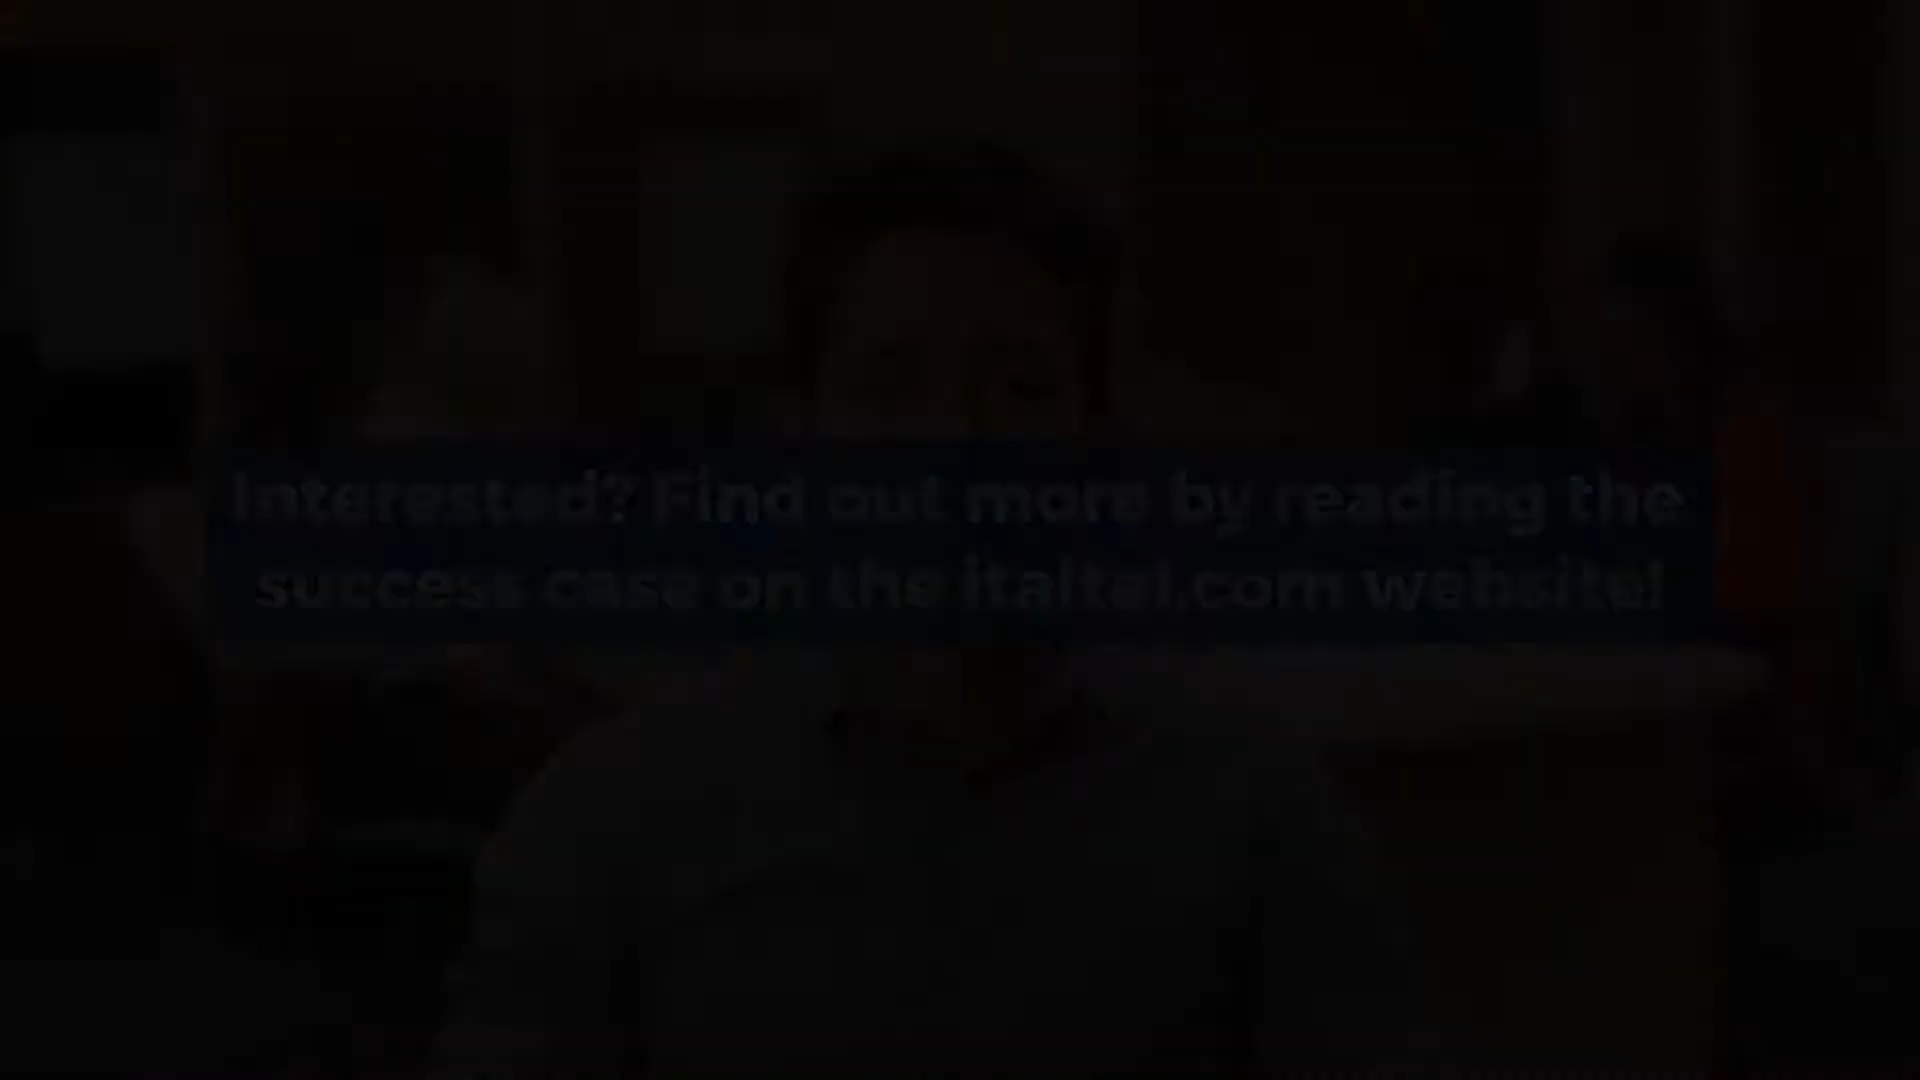 Interested? Find out more by reading the
success case on the italtel.com website!